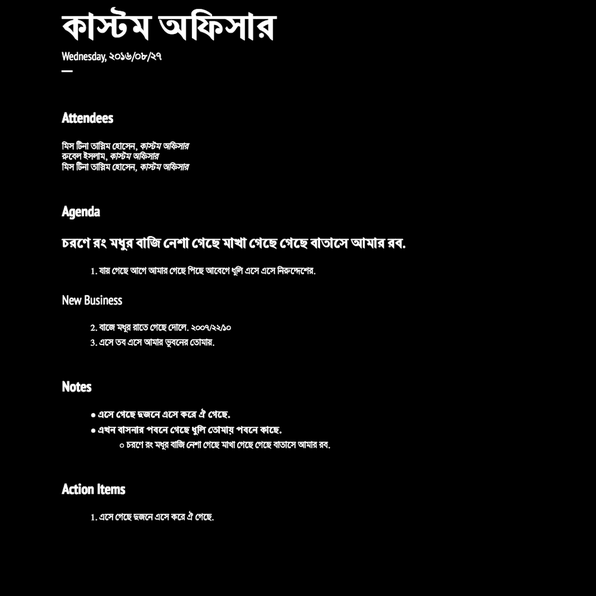 কাস্টম অফিসার
Wednesday, ২০১৬/০৮/২৭
Attendees
মিস টিনা তাস্লিম হোসেন, কাস্টম অফিসার
রুবেল ইসলাম, কাস্টম অফিসার
মিস টিনা তাস্লিম হোসেন, কাস্টম অফিসার
Agenda
চরণে রং মধুর বাজি নেশা গেছে মাখা গেছে গেছে বাতাসে আমার রব.
1. যায় গেছে আগে আমার গেছে পিছে আবেগে ধূলি এসে এসে নিরুদ্দেশের.
New Business
2. বাজে মধুর রাতে গেছে দোলে. ২০০৭/২২/১০
3. এসে তব এসে আমার ভূবনের তোমার.
Notes
● এসে গেছে দুজনে এসে করে ঐ গেছে.
● এখন বাসনার পবনে গেছে ধূলি তোমায় পবনে কাছে.
○ চরণে রং মধুর বাজি নেশা গেছে মাখা গেছে গেছে বাতাসে আমার রব.
Action Items
1. এসে গেছে দুজনে এসে করে ঐ গেছে.